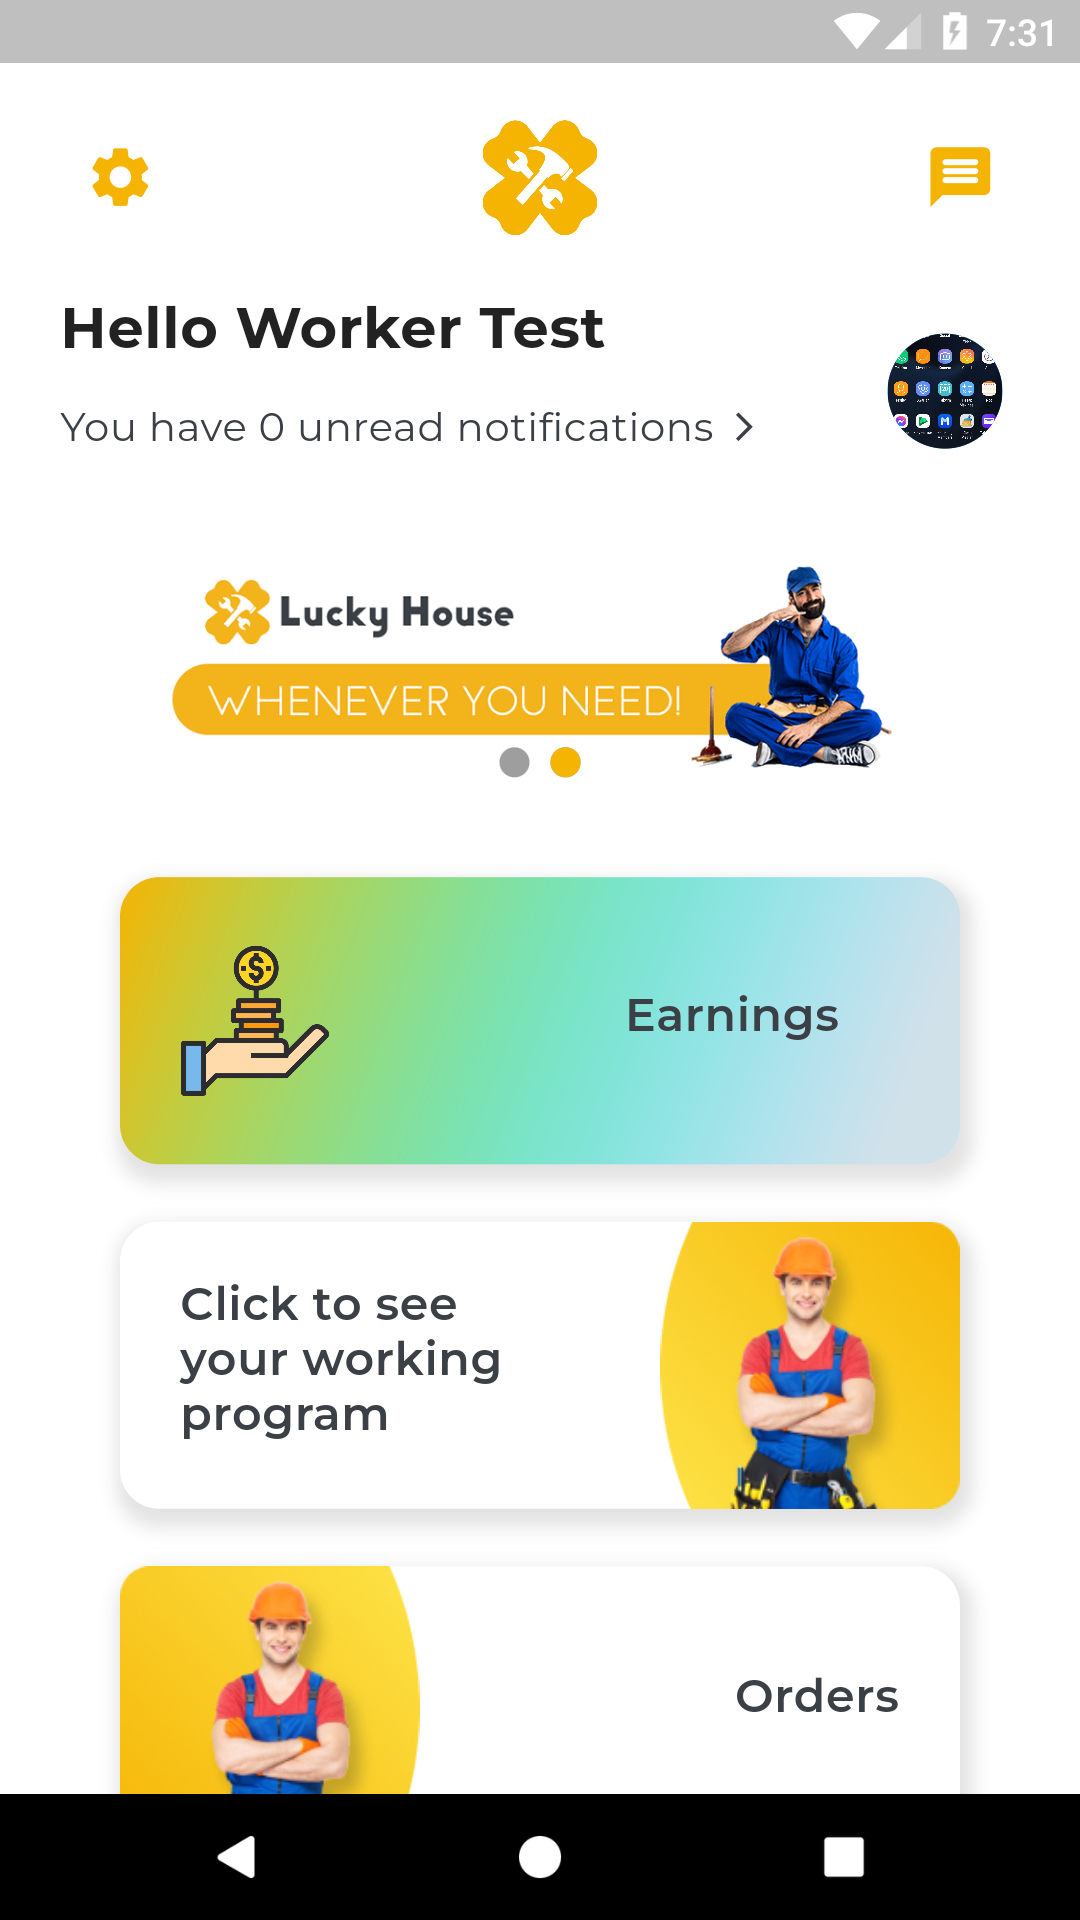 7:31
Hello Worker Test
You have 0 unread notifications
Lucky House
WHENEVER YOU NEED!
$
Earnings
Click to see
your working
program
Orders